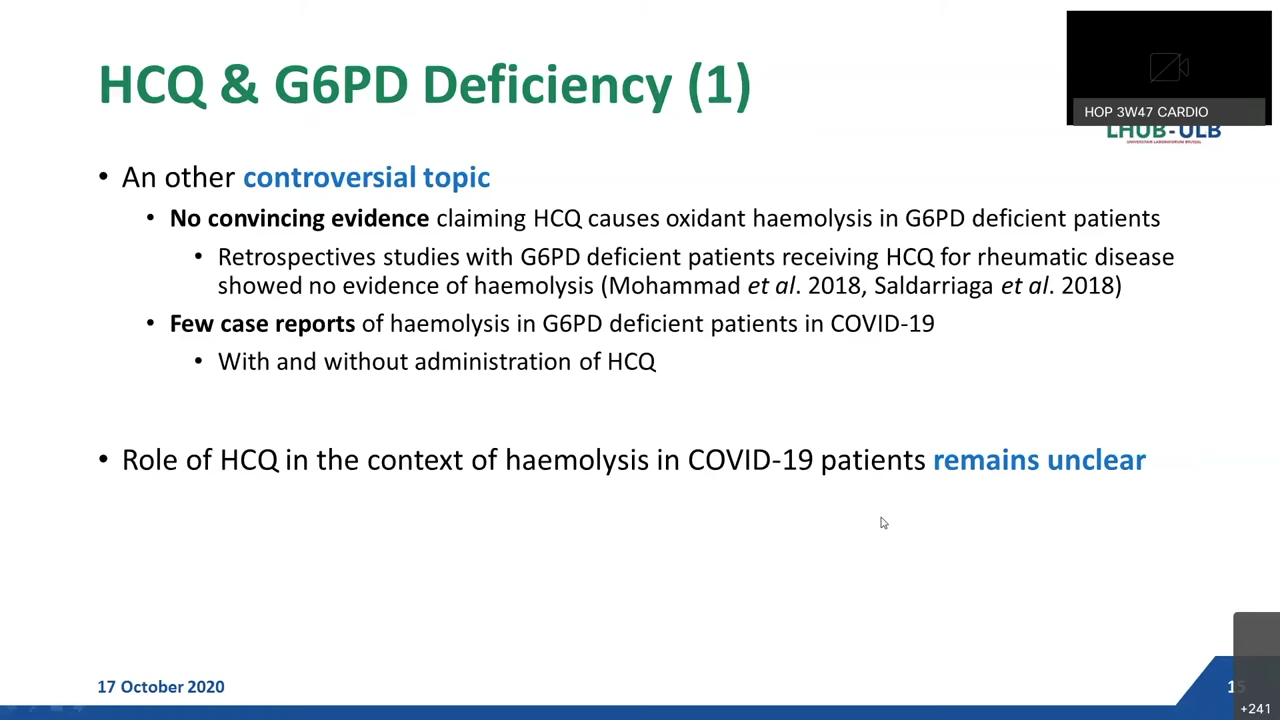 HCQ & G6PD Deficiency (1)
HOP 3W47 CARDIO
LHUB-ULB
UNIVERSITAIR LABORATORIUM BRUSSEL
• An other controversial topic
• No convincing evidence claiming HCQ causes oxidant haemolysis in G6PD deficient patients
• Retrospectives studies with G6PD deficient patients receiving HCQ for rheumatic disease
showed no evidence of haemolysis (Mohammad et al. 2018, Saldarriaga et al. 2018)
• Few case reports of haemolysis in G6PD deficient patients in COVID-19
• With and without administration of HCQ
• Role of HCQ in the context of haemolysis in COVID-19 patients remains unclear
17 October 2020
15
+241